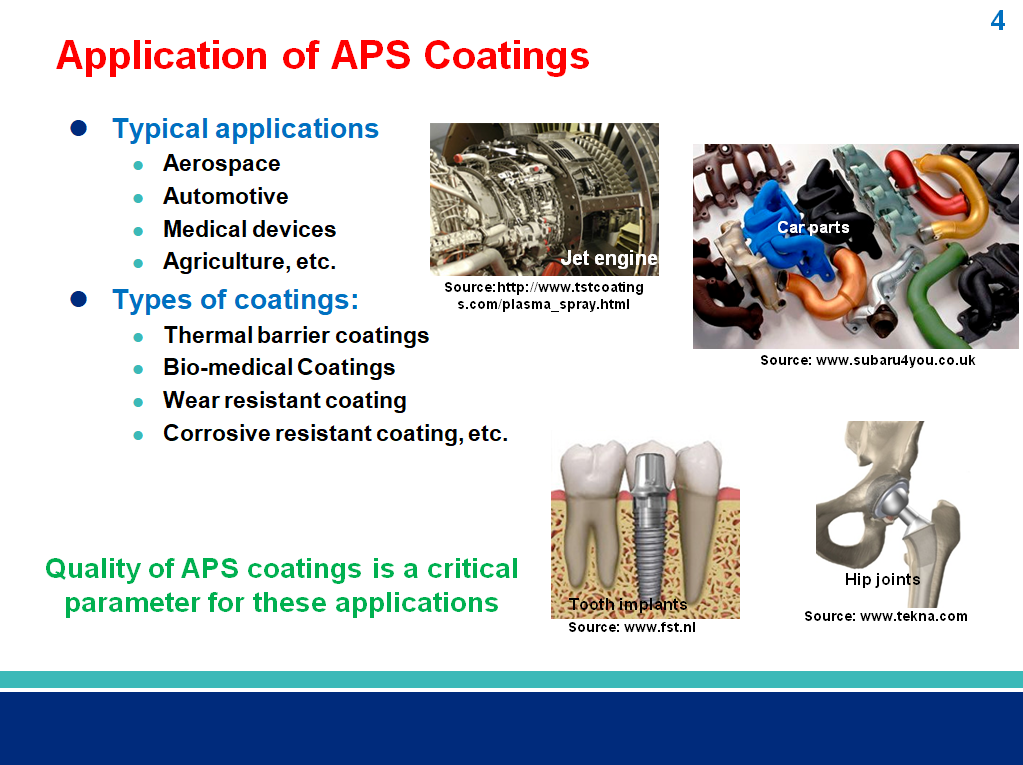 4
Application of APS Coatings
Typical applications
Aerospace
Automotive
Medical devices
Agriculture, etc.
Types of coatings:
Thermal barrier coatings
Bio-medical Coatings
Wear resistant coating
Corrosive resistant coating, etc.
Quality of APS coatings is a critical
parameter for these applications
Jet engine
Source:http://www.tstcoating
s.com/plasma_spray.html
Car parts
Source: www.subaru4you.co.uk
Tooth implants
Source: www.fst.nl
Hip joints
Source: www.tekna.com